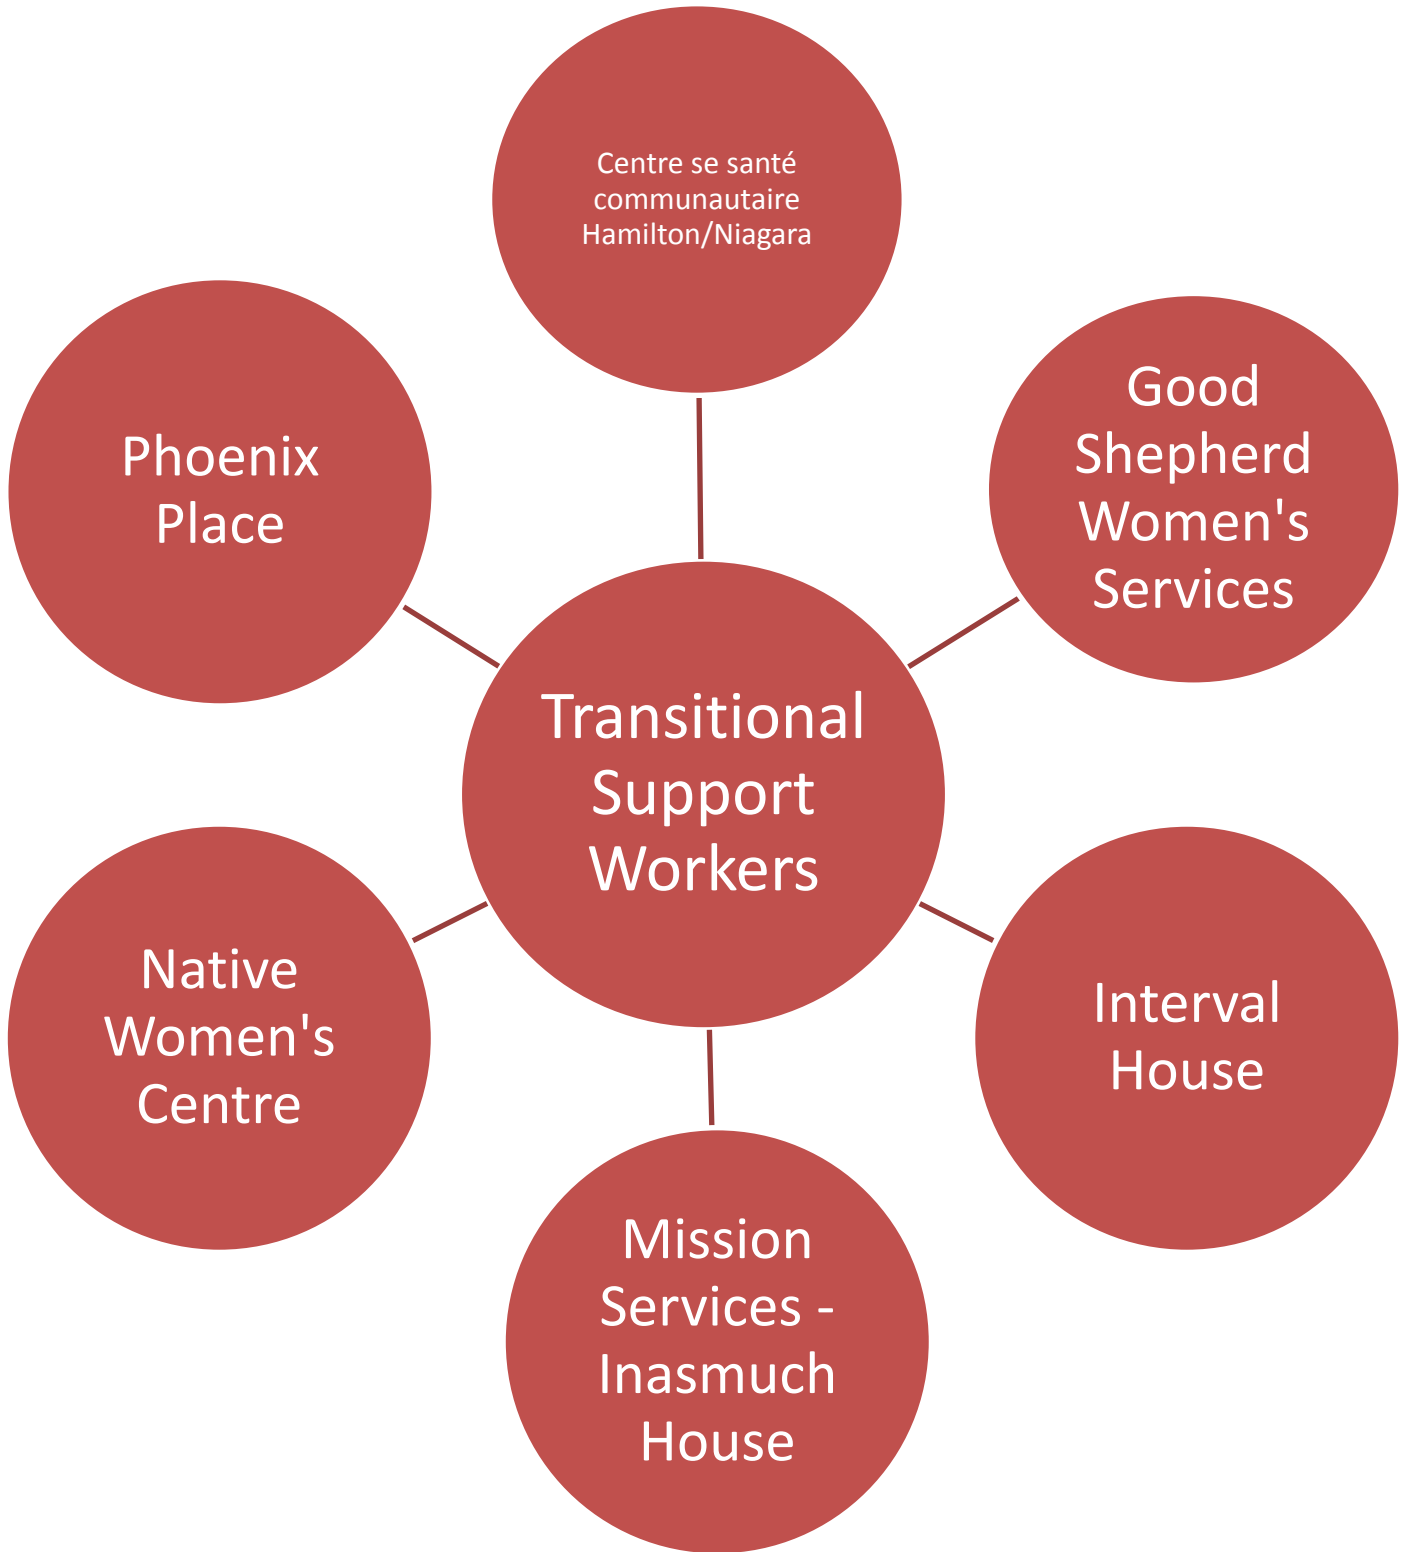 Centre se santé
communautaire
Hamilton/Niagara
Good
Shepherd
Women's
Services
Phoenix
Place
Transitional
Support
Workers
Native
Women's
Centre
Interval
House
Mission
Services -
Inasmuch
House